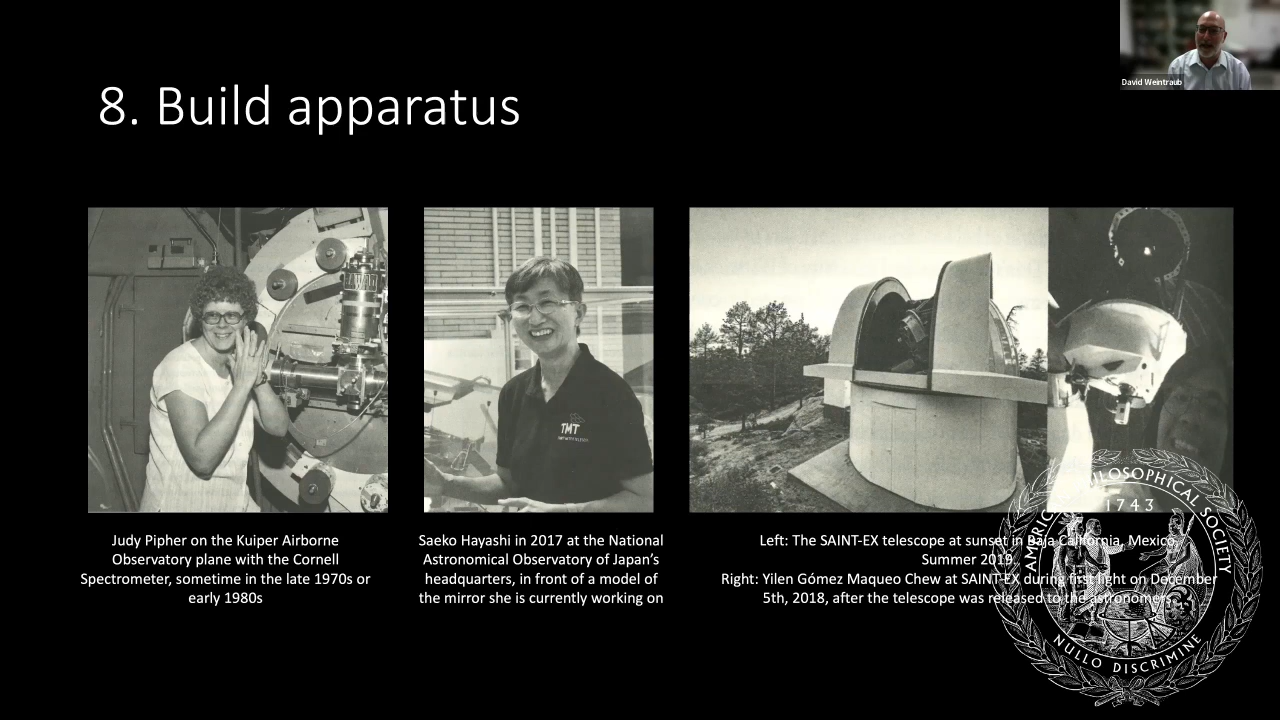 David Weintraub
8. Build apparatus
TMT
Judy Pipher on the Kuiper Airborne
Observatory plane with the Cornell
Spectrometer, sometime in the late 1970s or
early 1980s
Saeko Hayashi in 2017 at the National
Astronomical Observatory of Japan’s
headquarters, in front of a model of
the mirror she is currently working on
Left: The SAINT-EX telescope at sunset in Baja California, Mexico,
Summer 2019
Right: Yilen Gómez Maqueo Chew at SAINT-EX during first light on December
5th, 2018, after the telescope was released to the astronomers
AMERICAN PHILOSOPHICAL SOCIETY
1743
NULLO DISCRIMINE